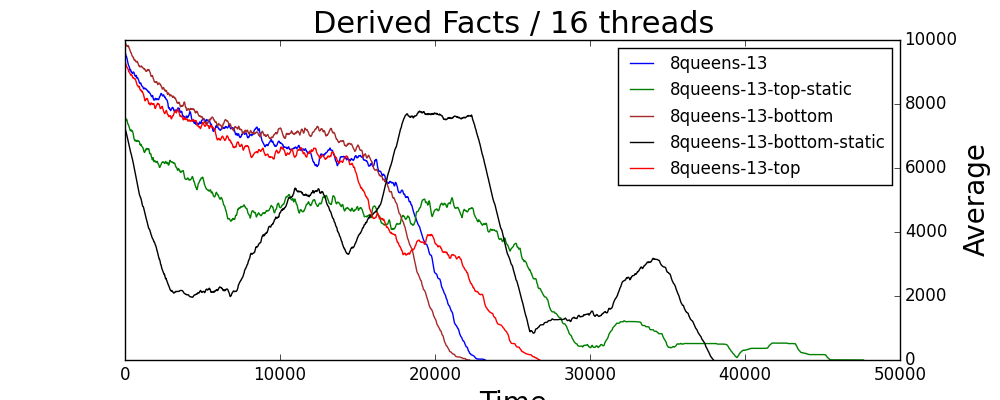 Derived Facts / 16 threads
10000
8000
6000
4000
2000
0
Average
8queens-13
8queens-13-top-static
8queens-13-bottom
8queens-13-bottom-static
8queens-13-top
0 10000 20000 30000 40000 50000
Time